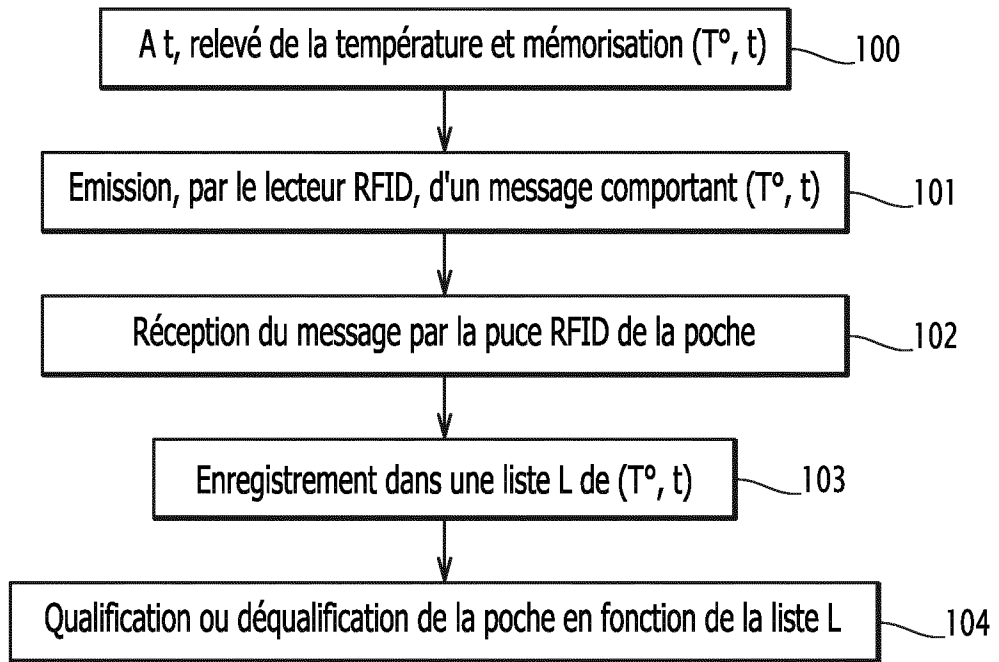 A t, relevé de la température et mémorisation (T°, t)
100
Emission, par le lecteur RFID, d'un message comportant (T°, t)
101
Réception du message par la puce RFID de la poche
102
Enregistrement dans une liste L de (T°, t)
103
Qualification ou déqualification de la poche en fonction de la liste L
104